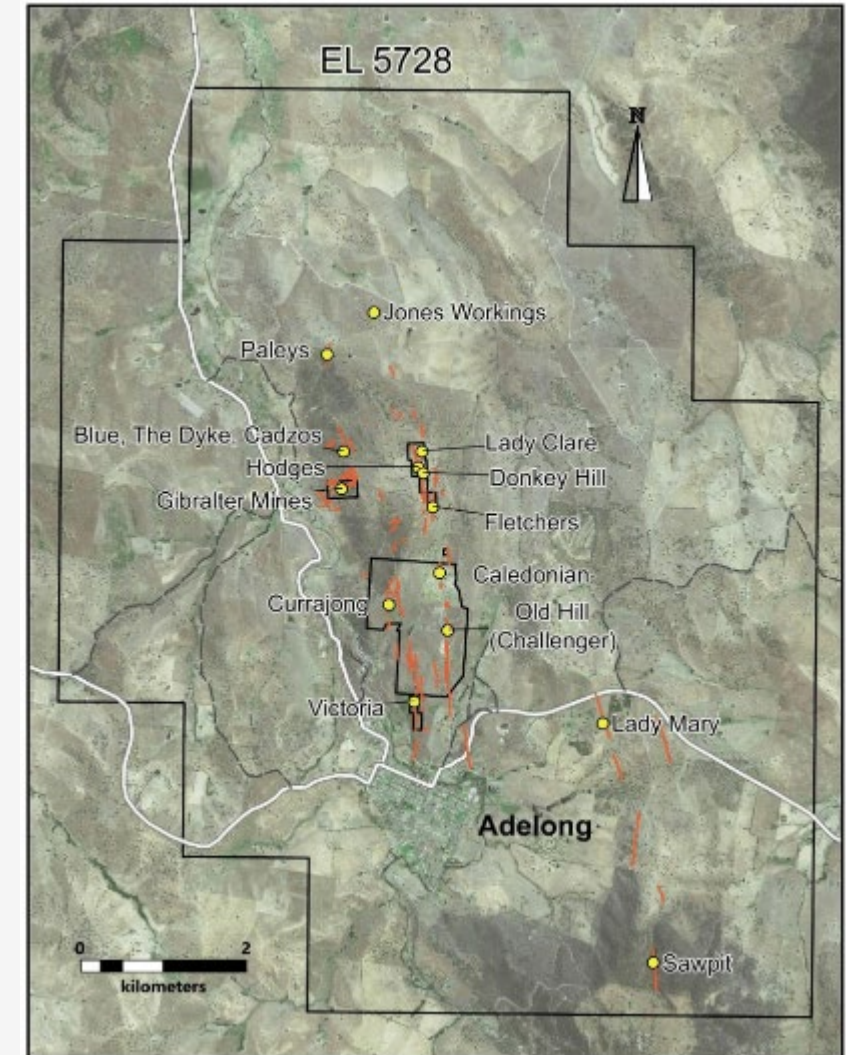 EL 5728
N
Jones Workings
Paleys
Blue, The Dyke, Cadzos
Lady Clare
Hodges
Donkey Hill
Gibralter Mines
Fletchers
Caledonian
Currajong
Old Hill
(Challenger)
Victoria
Lady Mary
Adelong
Sawpit
0 2
kilometers